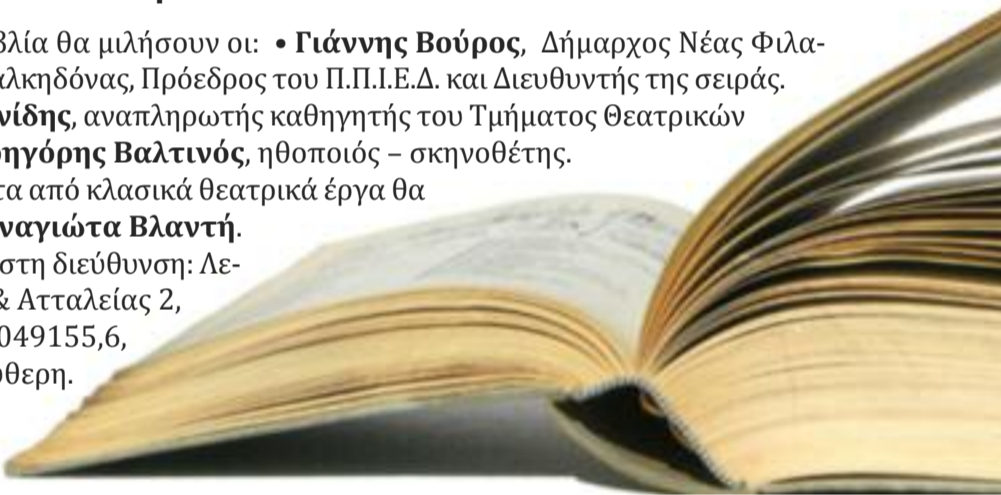 βλία θα μιλήσουν οι: • Γιάννης Βούρος, Δήμαρχος Νέας Φιλα-
αλκηδόνας, Πρόεδρος του Π.Π.Ι.Ε.Δ. και Διευθυντής της σειράς.
νίδης, αναπληρωτής καθηγητής του Τμήματος Θεατρικών
ρηγόρης Βαλτινός, ηθοποιός – σκηνοθέτης.
τα από κλασικά θεατρικά έργα θα
ναγιώτα Βλαντή.
στη διεύθυνση: Λε-
& Ατταλείας 2,
049155,6,
θερη.